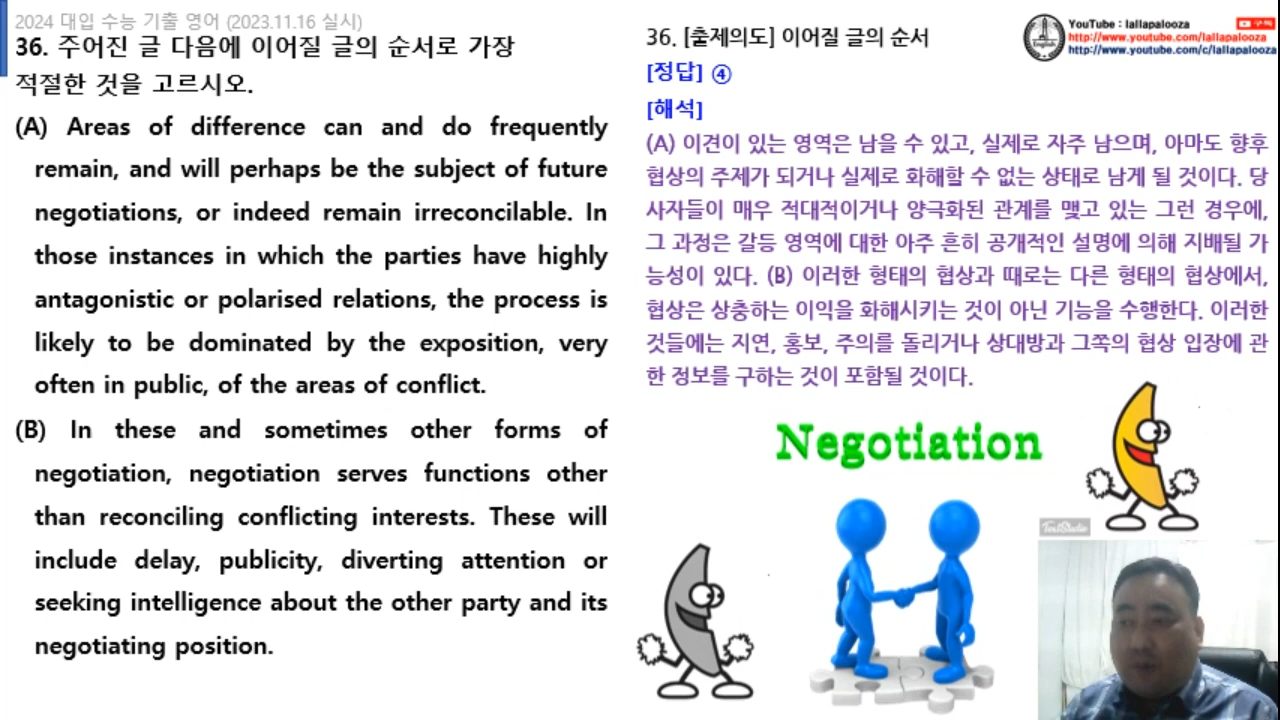 2024 대입 수능 기출 영어 (2023.11.16 실시)
36. 주어진 글 다음에 이어질 글의 순서로 가장
적절한 것을 고르시오.
(A) Areas of difference can and do frequently
remain, and will perhaps be the subject of future
negotiations, or indeed remain irreconcilable. In
those instances in which the parties have highly
antagonistic or polarised relations, the process is
likely to be dominated by the exposition, very
often in public, of the areas of conflict.
(B) In these and sometimes other forms of
negotiation, negotiation serves functions other
than reconciling conflicting interests. These will
include delay, publicity, diverting attention or
seeking intelligence about the other party and its
negotiating position.
36. [출제의도] 이어질 글의 순서
[정답] ④
[해석]
(A) 이견이 있는 영역은 남을 수 있고, 실제로 자주 남으며, 아마도 향후
협상의 주제가 되거나 실제로 화해할 수 없는 상태로 남게 될 것이다. 당
사자들이 매우 적대적이거나 양극화된 관계를 맺고 있는 그런 경우에,
그 과정은 갈등 영역에 대한 아주 흔히 공개적인 설명에 의해 지배될 가
능성이 있다. (B) 이러한 형태의 협상과 때로는 다른 형태의 협상에서,
협상은 상충하는 이익을 화해시키는 것이 아닌 기능을 수행한다. 이러한
것들에는 지연, 홍보, 주의를 돌리거나 상대방과 그쪽의 협상 입장에 관
한 정보를 구하는 것이 포함될 것이다.
YouTube : lallapalooza
구독
http://www.youtube.com/lallapalooza
http://www.youtube.com/c/lallapalooza
English
Negotiation
TextStudio